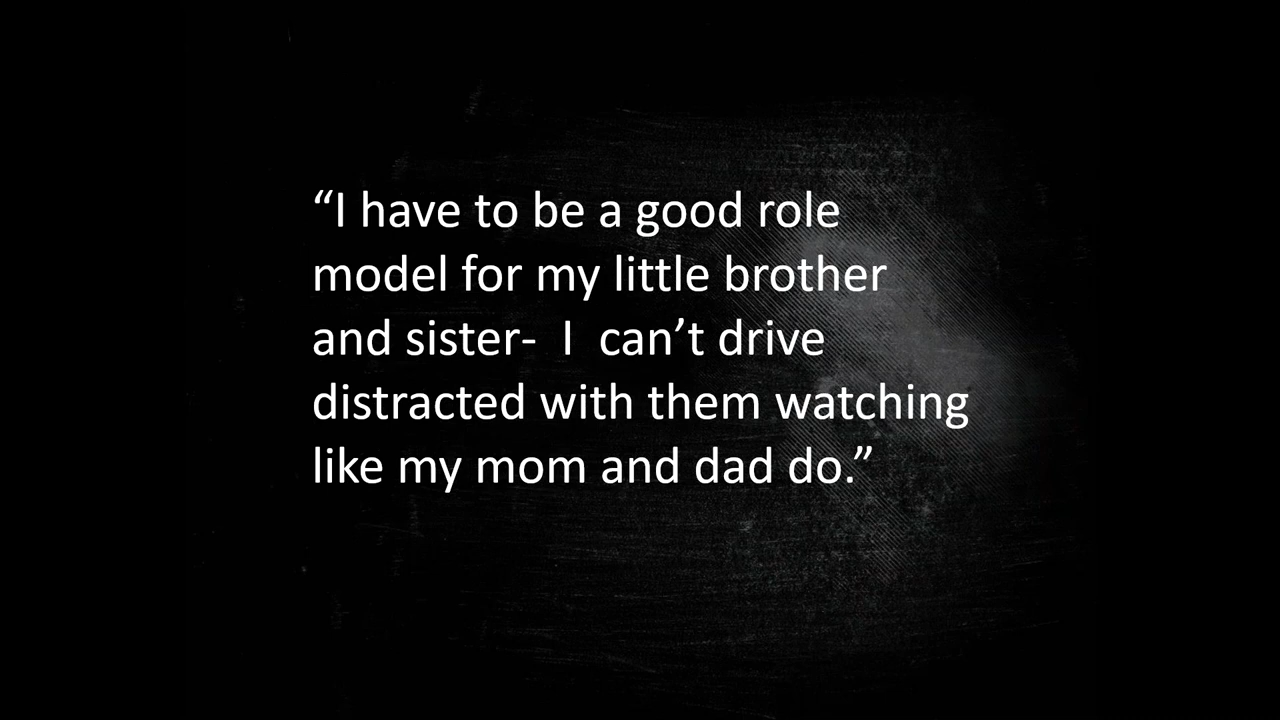 “I have to be a good role
model for my little brother
and sister-  I  can’t drive
distracted with them watching
like my mom and dad do.”